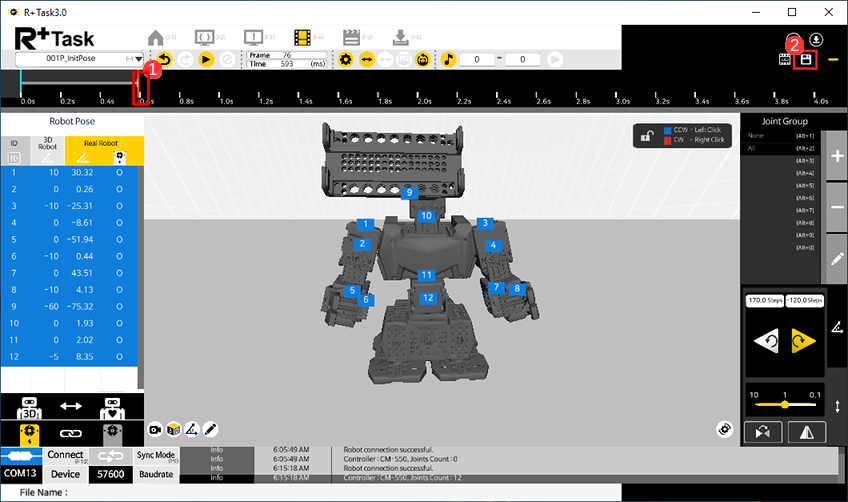 R+ R+Task3.0
R+Task
(F1) (F2) (F3) (F4) (F5) (F6)
001P_InitPose (-)
Frame 76
Time 593 (ms)
0 - 0
1
2
0.0s 0.2s 0.4s 0.6s 0.8s 1.0s 1.2s 1.4s 1.6s 1.8s 2.0s 2.2s 2.4s 2.6s 2.8s 3.0s 3.2s 3.4s 3.6s 3.8s 4.0s
Robot Pose
ID 3D Robot Real Robot
ID
1 10 30.32 O
2 0 0.26 O
3 -10 -25.31 O
4 0 -8.61 O
5 0 -51.94 O
6 -10 0.44 O
7 0 43.51 O
8 -10 4.13 O
9 -60 -75.32 O
10 0 1.93 O
11 0 2.02 O
12 -5 8.35 O
3D
CCW - Left Click
CW - Right Click
9
10
1
3
2
4
11
5
6
7
8
12
Joint Group
None (Alt+1)
All (Alt+2)
(Alt+3)
(Alt+4)
(Alt+5)
(Alt+6)
(Alt+7)
(Alt+8)
(Alt+9)
(Alt+0)
170.0 Steps -120.0 Steps
10 1 0.1
Connect (F10)
Sync Mode (F9)
COM13 Device 57600 Baudrate
Info 6:05:49 AM Robot connection successful.
Info 6:05:49 AM Controller : CM-550, Joints Count : 0
Info 6:15:18 AM Robot connection successful.
Info 6:15:18 AM Controller : CM-550, Joints Count : 12
File Name :